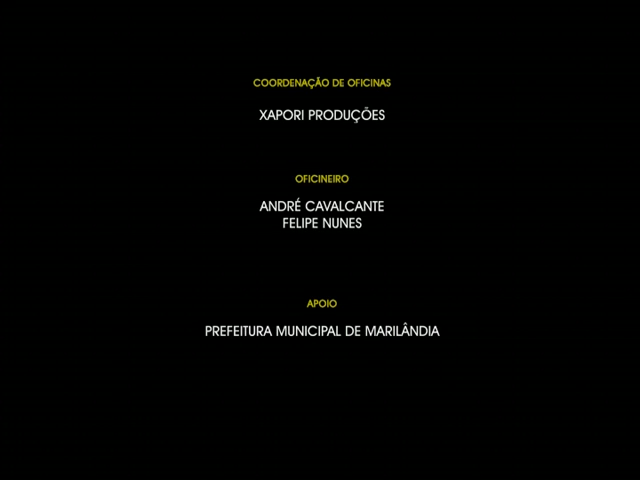 COORDENAÇÃO DE OFICINAS
XAPORI PRODUÇÕES
OFICINEIRO
ANDRÉ CAVALCANTE
FELIPE NUNES
APOIO
PREFEITURA MUNICIPAL DE MARILÂNDIA